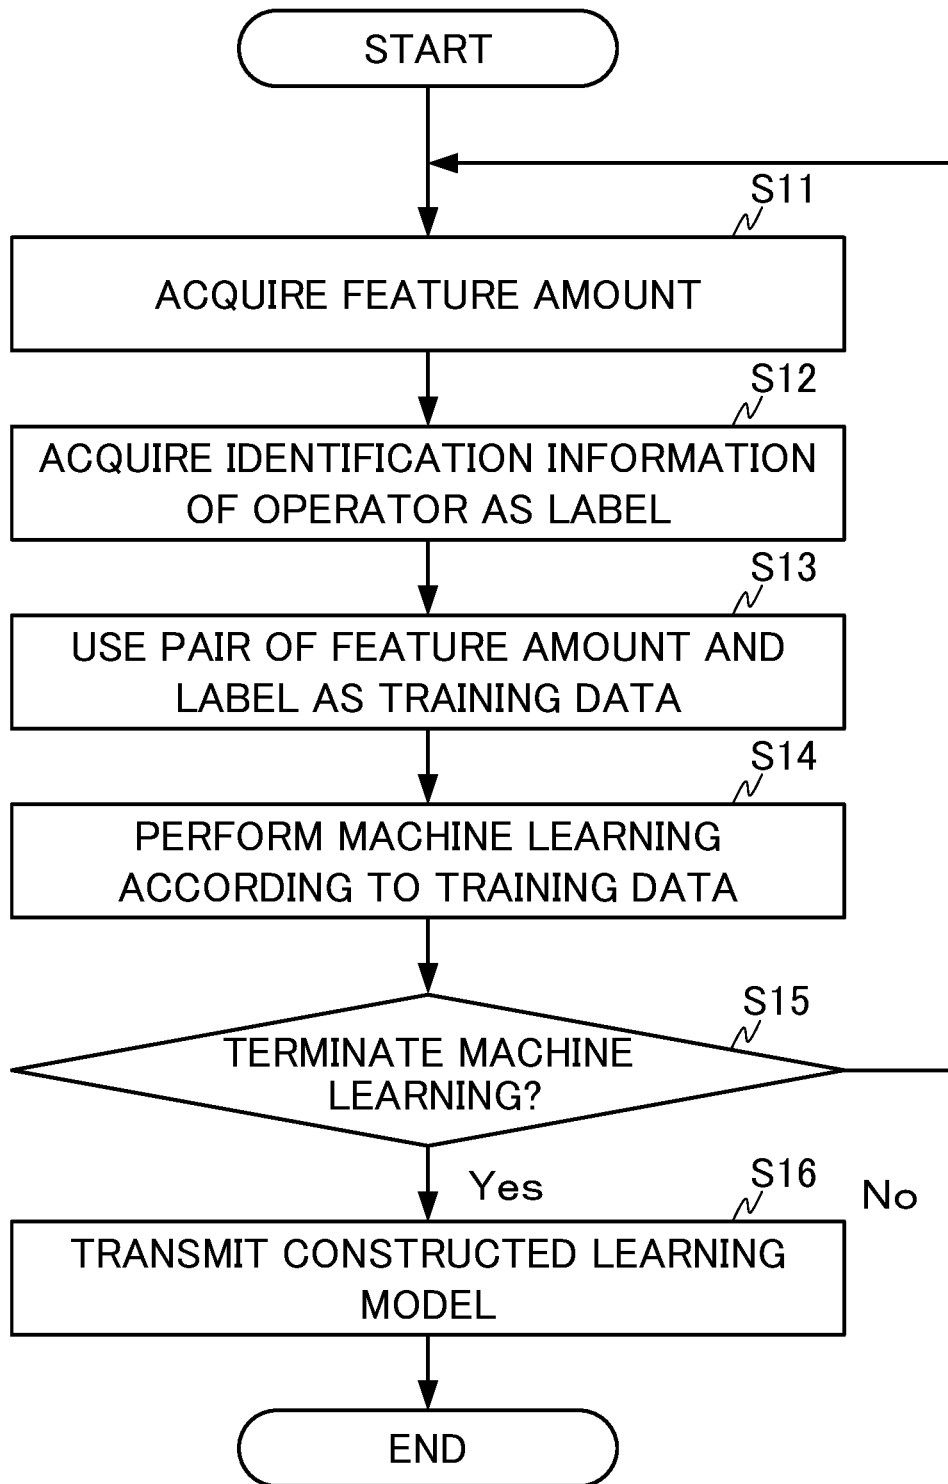 START
S11
ACQUIRE FEATURE AMOUNT
S12
ACQUIRE IDENTIFICATION INFORMATION
OF OPERATOR AS LABEL
S13
USE PAIR OF FEATURE AMOUNT AND
LABEL AS TRAINING DATA
S14
PERFORM MACHINE LEARNING
ACCORDING TO TRAINING DATA
S15
TERMINATE MACHINE
LEARNING?
Yes
No
S16
TRANSMIT CONSTRUCTED LEARNING
MODEL
END